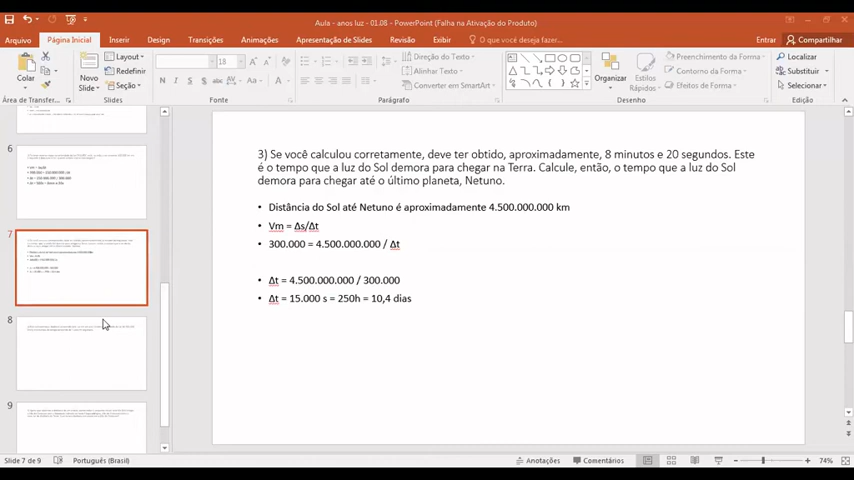 Aula - anos luz - 01.08 - PowerPoint (Falha na Ativação do Produto)
Arquivo Página Inicial Inserir Design Transições Animações Apresentação de Slides Revisão Exibir O que você deseja fazer... Entrar Compartilhar
Colar
Novo Slide
Layout
Redefinir
Seção
18
N I S
Direção do Texto
Alinhar Texto
Converter em SmartArt
Organizar
Estilos Rápidos
Preenchimento da Forma
Contorno da Forma
Efeitos de Forma
Localizar
Substituir
Selecionar
Área de Transfer... Slides Fonte Parágrafo Desenho Edição
6
7
8
9
3) Se você calculou corretamente, deve ter obtido, aproximadamente, 8 minutos e 20 segundos. Este
é o tempo que a luz do Sol demora para chegar na Terra. Calcule, então, o tempo que a luz do Sol
demora para chegar até o último planeta, Netuno.
• Distância do Sol até Netuno é aproximadamente 4.500.000.000 km
• Vm = Δs/Δt
• 300.000 = 4.500.000.000 / Δt
• Δt = 4.500.000.000 / 300.000
• Δt = 15.000 s = 250h = 10,4 dias
Slide 7 de 9 Português (Brasil) Anotações Comentários 74%